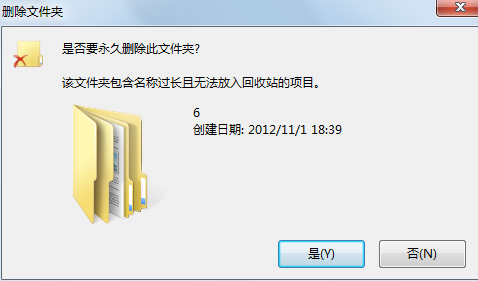 删除文件夹
是否要永久删除此文件夹?
该文件夹包含名称过长且无法放入回收站的项目。
6
创建日期: 2012/11/1 18:39
是(Y)
否(N)